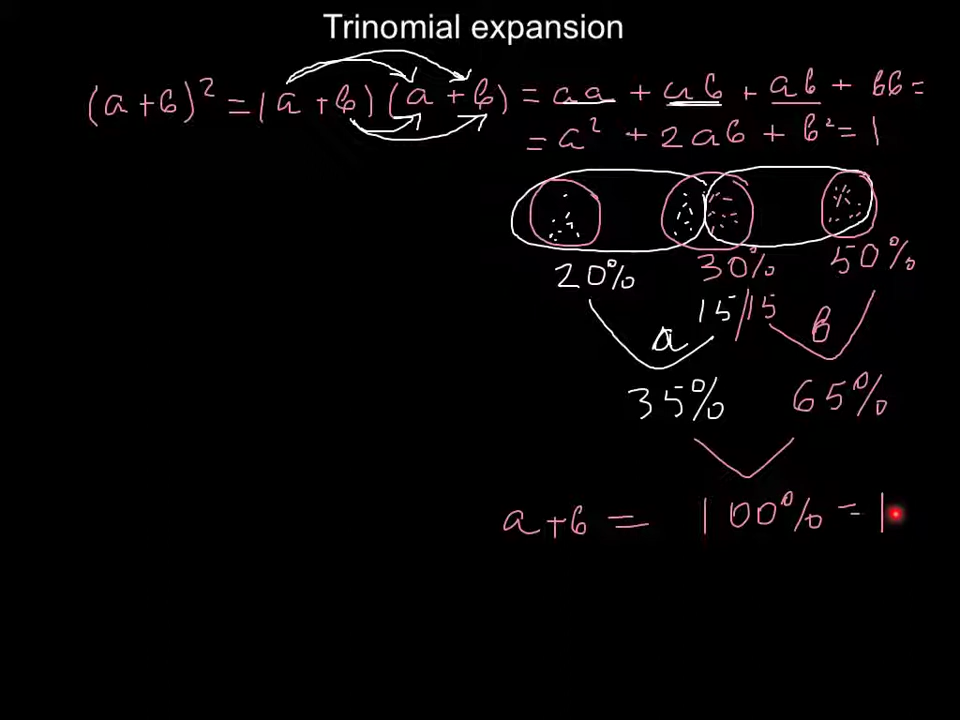 Trinomial expansion
(a+b)² = (a+b)(a+b) = aa + ab + ab + bb =
= a² + 2ab + b² = 1
20% 30% 50%
15/15
a b
35% 65%
a+b = 100% = 1